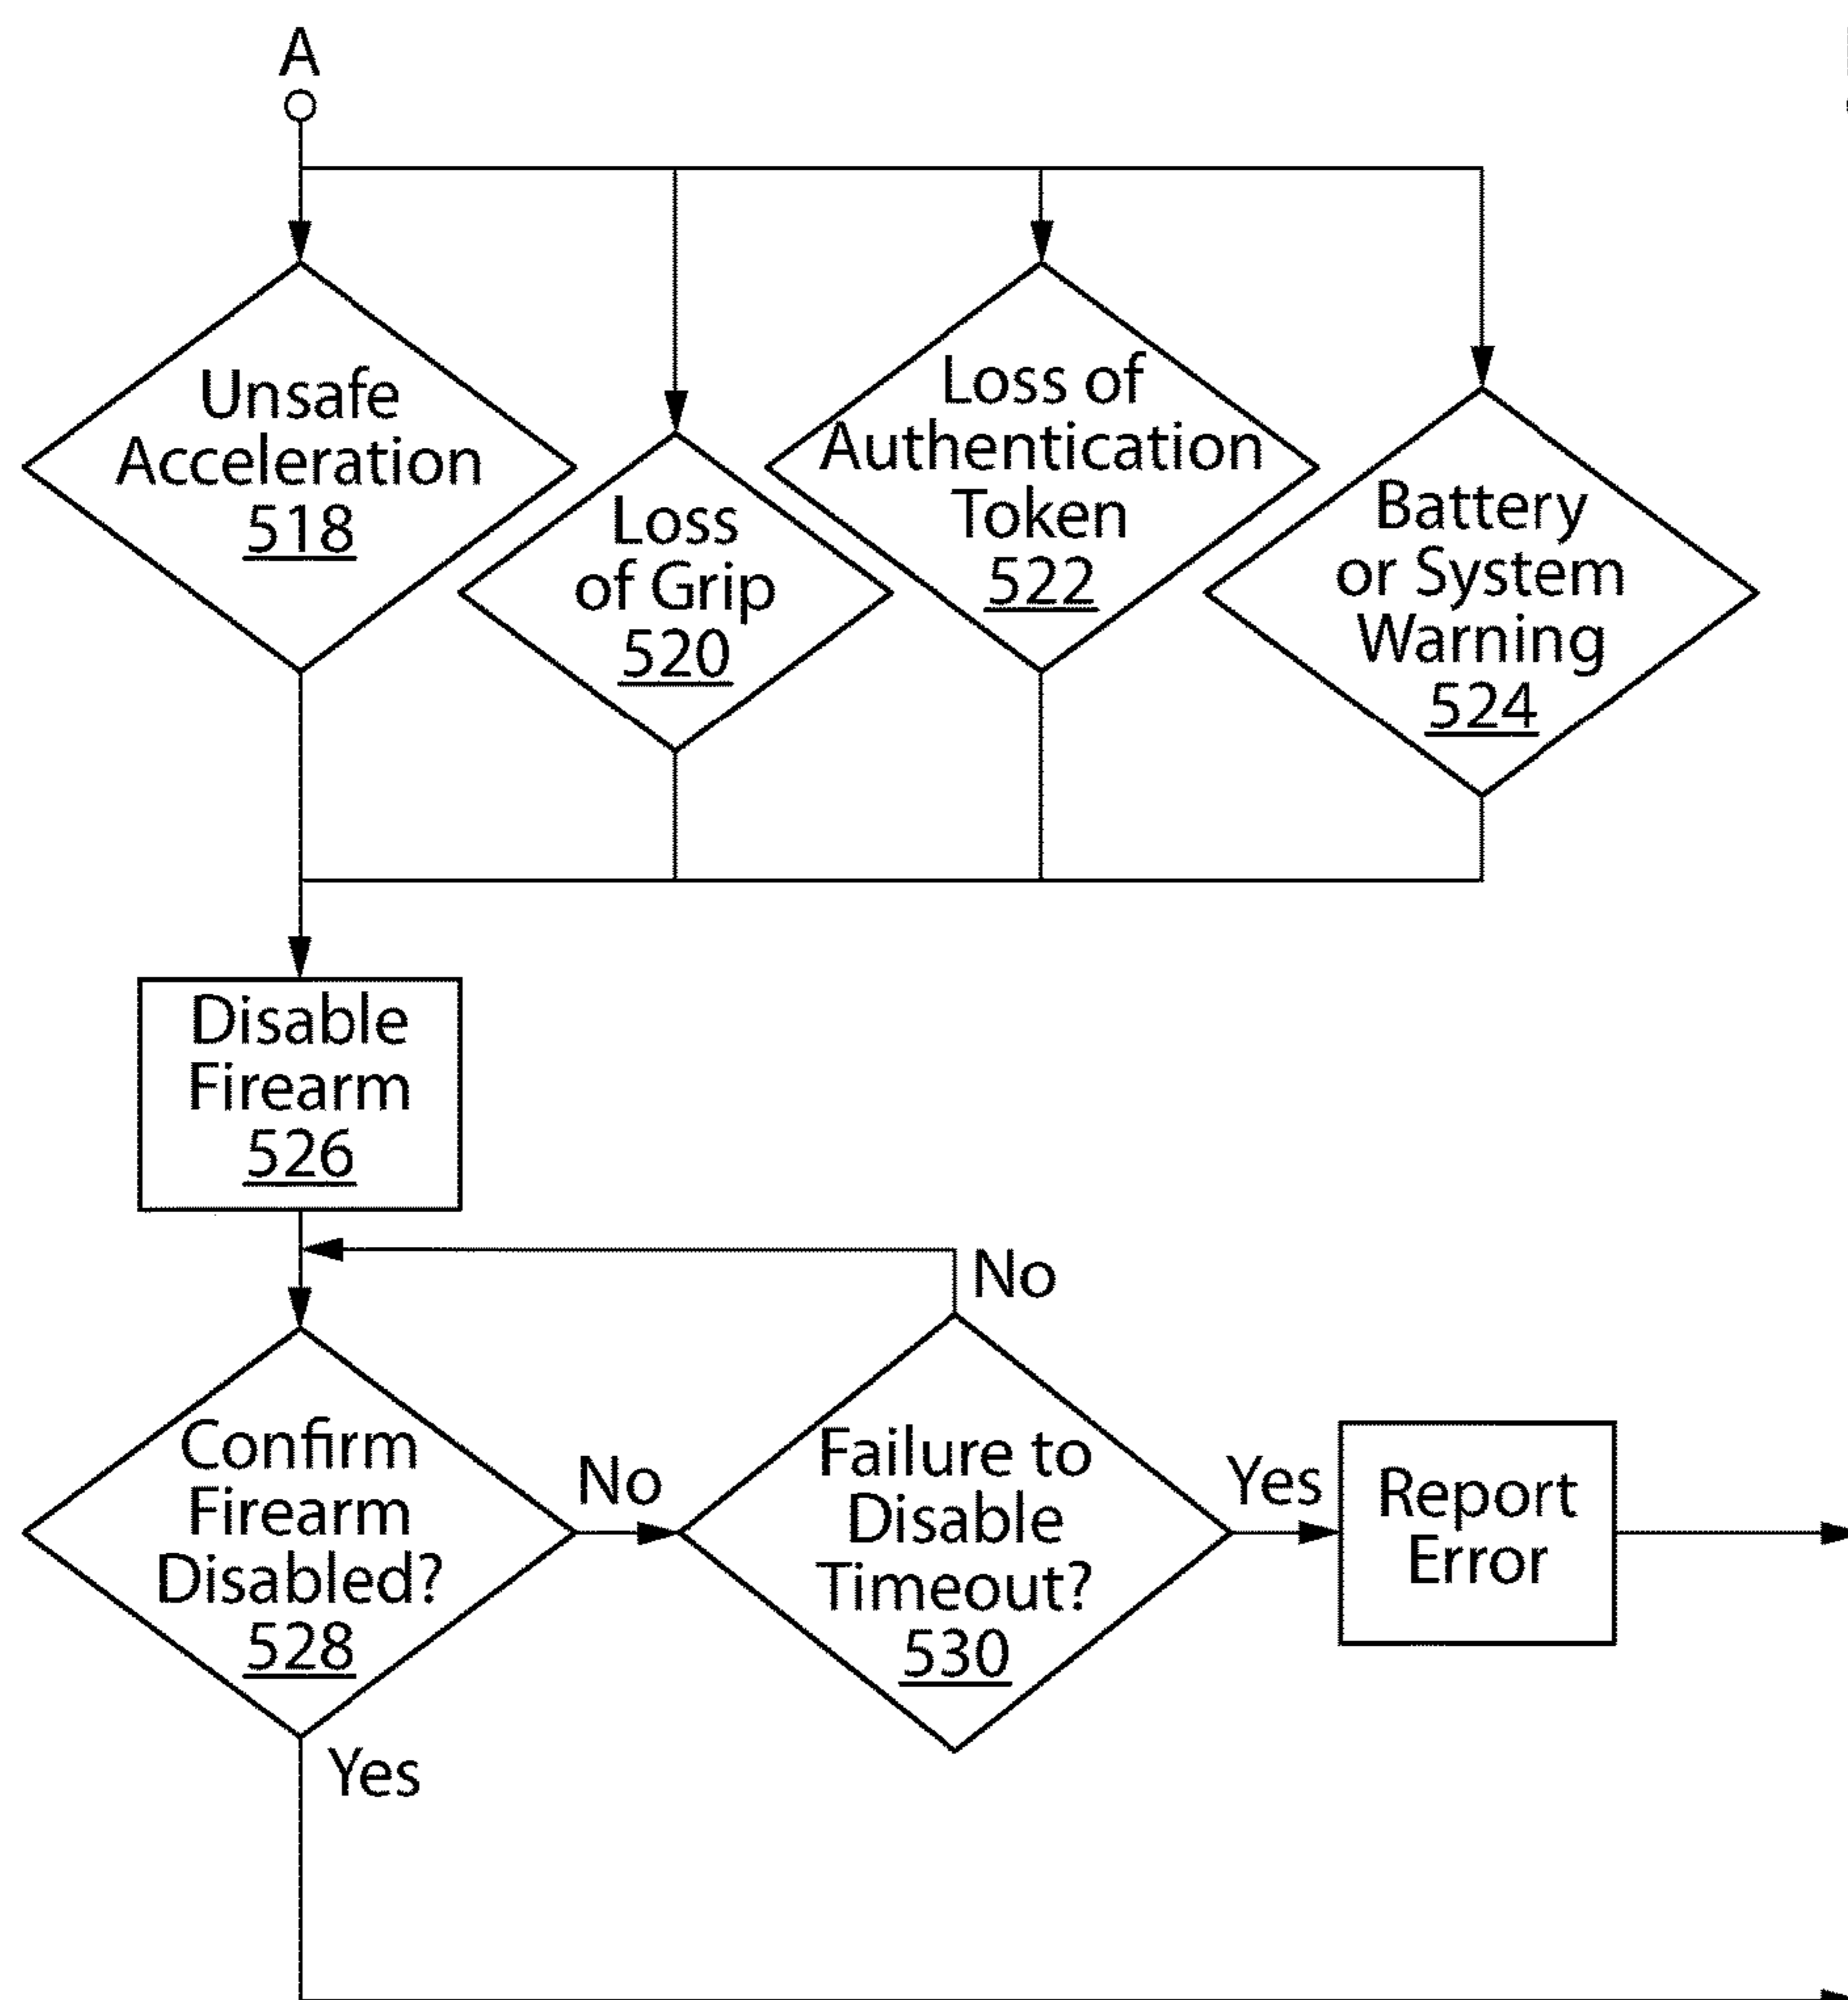 A
Unsafe
Acceleration
518
Loss
of Grip
520
Loss of
Authentication
Token
522
Battery
or System
Warning
524
Disable
Firearm
526
No
Confirm
Firearm
Disabled?
528
No
Failure to
Disable
Timeout?
530
Yes
Report
Error
Yes